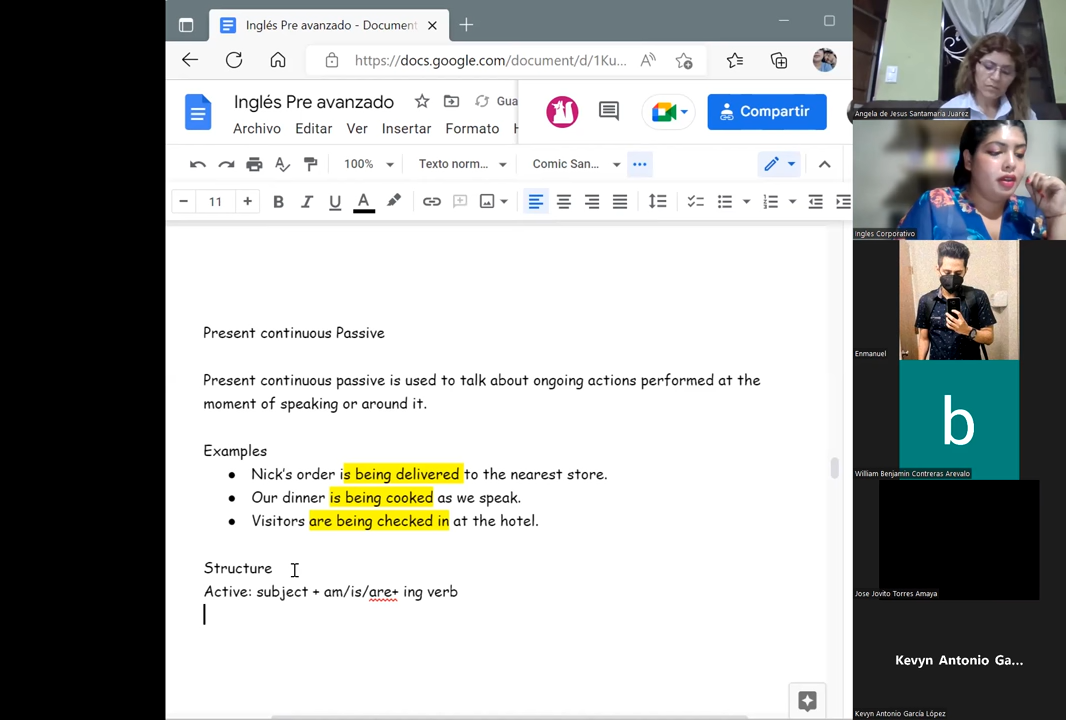 Inglés Pre avanzado - Document
https://docs.google.com/document/d/1Ku...
Inglés Pre avanzado
Gua
Compartir
Archivo Editar Ver Insertar Formato
100% Texto norm... Comic San...
11
Present continuous Passive
Present continuous passive is used to talk about ongoing actions performed at the
moment of speaking or around it.
Examples
● Nick's order is being delivered to the nearest store.
● Our dinner is being cooked as we speak.
● Visitors are being checked in at the hotel.
Structure
Active: subject + am/is/are+ ing verb
Angela de Jesus Santamaria Juarez
Ingles Corporativo
Enmanuel
b
William Benjamin Contreras Arevalo
Jose Jovito Torres Amaya
Kevyn Antonio Ga...
Kevyn Antonio García López